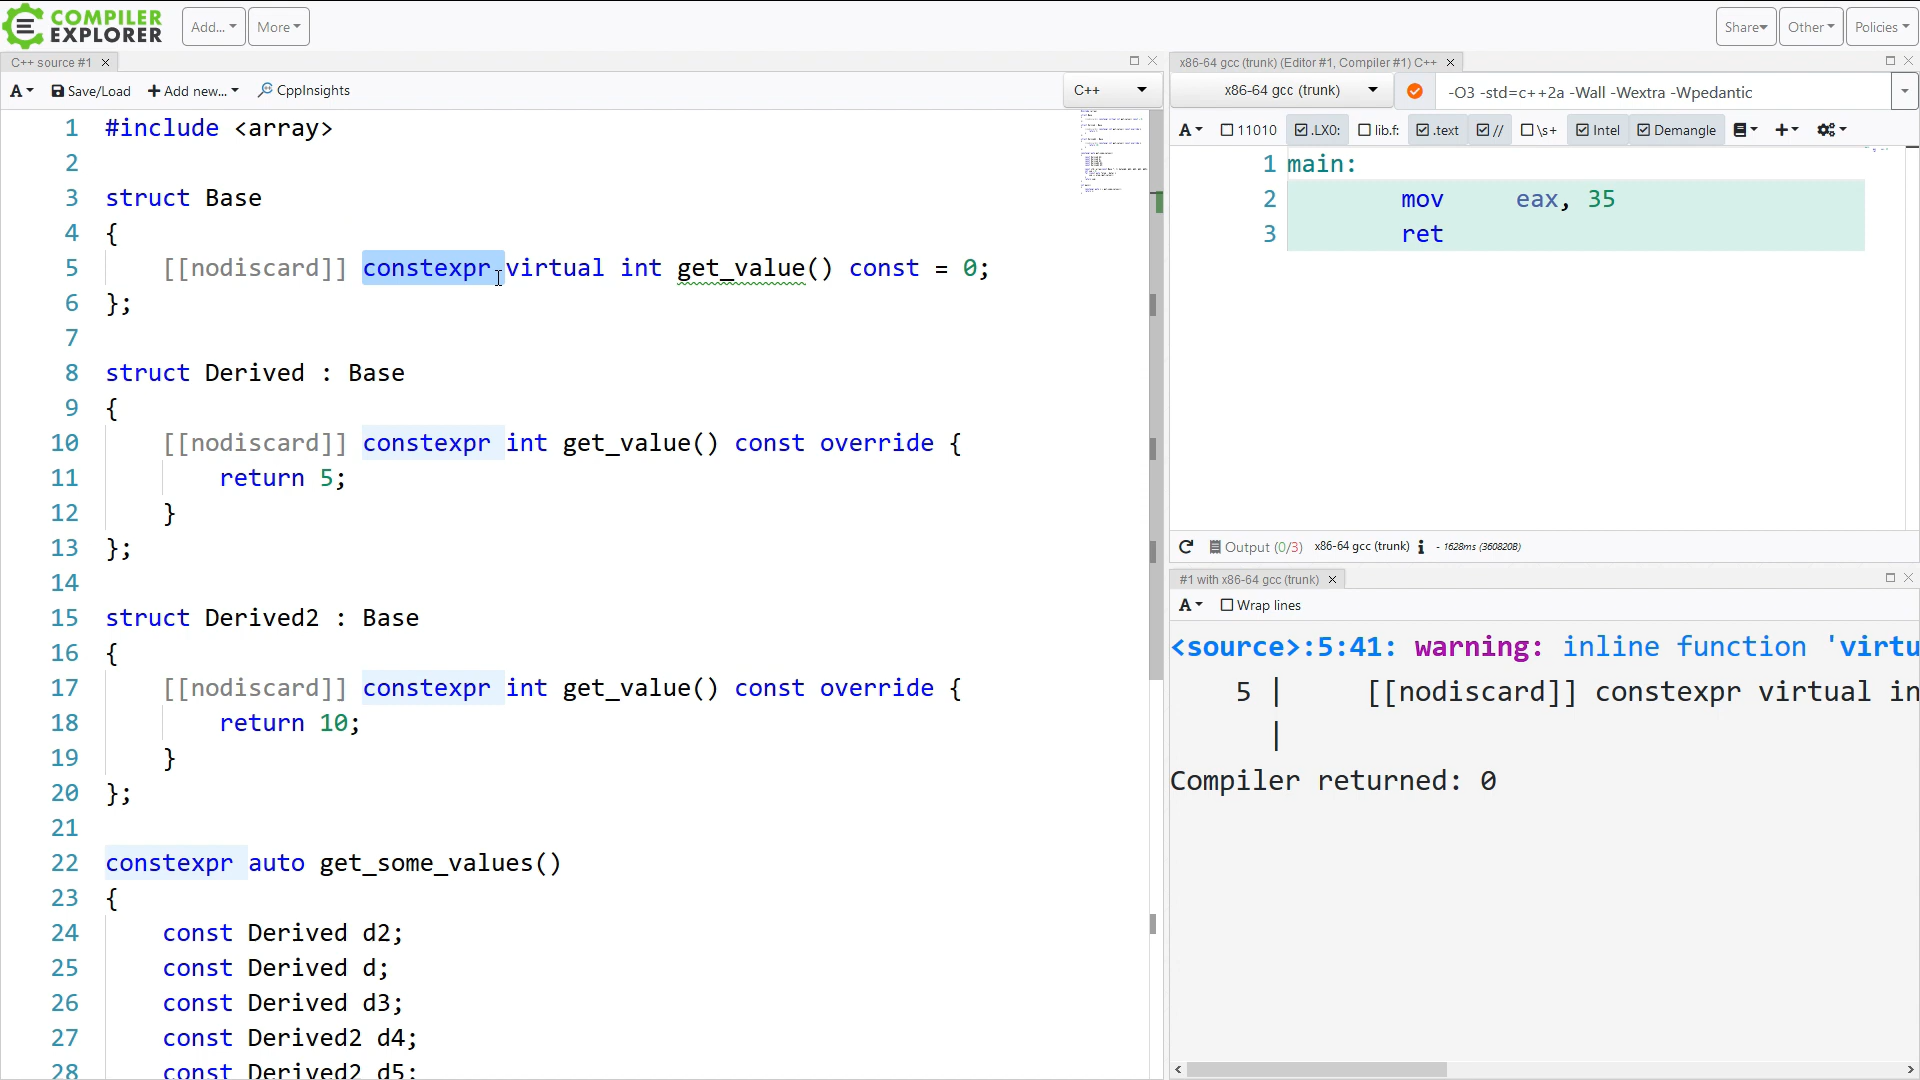 COMPILER
EXPLORER
Add...
More
Share
Other
Policies
C++ source #1
A
Save/Load
Add new...
CppInsights
C++
1 #include <array>
2
3 struct Base
4 {
5 [[nodiscard]] constexpr virtual int get_value() const = 0;
6 };
7
8 struct Derived : Base
9 {
10 [[nodiscard]] constexpr int get_value() const override {
11 return 5;
12 }
13 };
14
15 struct Derived2 : Base
16 {
17 [[nodiscard]] constexpr int get_value() const override {
18 return 10;
19 }
20 };
21
22 constexpr auto get_some_values()
23 {
24 const Derived d2;
25 const Derived d;
26 const Derived d3;
27 const Derived2 d4;
28 const Derived2 d5;
x86-64 gcc (trunk) (Editor #1, Compiler #1) C++
x86-64 gcc (trunk)
-O3 -std=c++2a -Wall -Wextra -Wpedantic
A 11010 .LX0: lib.f: .text // \s+ Intel Demangle
1 main:
2 mov eax, 35
3 ret
Output (0/3) x86-64 gcc (trunk) i - 1628ms (360820B)
#1 with x86-64 gcc (trunk)
A Wrap lines
<source>:5:41: warning: inline function 'virtu
5 | [[nodiscard]] constexpr virtual in
|
Compiler returned: 0